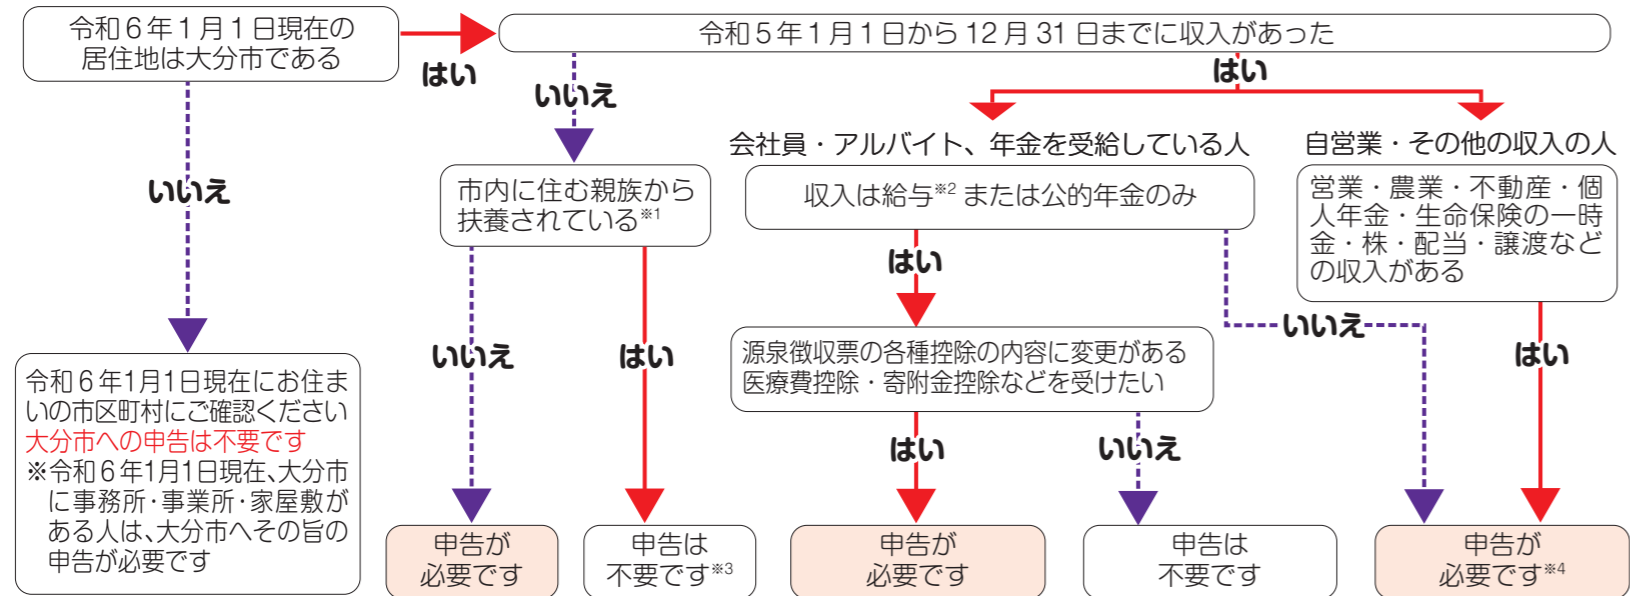 令和６年１月１日現在の
居住地は大分市である
はい
令和５年１月１日から 12 月 31 日までに収入があった
いいえ
はい
いいえ
会社員・アルバイト、年金を受給している人
自営業・その他の収入の人
市内に住む親族から
扶養されている※1
収入は給与※2 または公的年金のみ
営業・農業・不動産・個
人年金・生命保険の一時
金・株・配当・譲渡など
の収入がある
はい
いいえ
いいえ
はい
源泉徴収票の各種控除の内容に変更がある
医療費控除・寄附金控除などを受けたい
はい
令和６年1月1日現在にお住ま
いの市区町村にご確認ください
大分市への申告は不要です
※令和６年1月1日現在、大分市
に事務所・事業所・家屋敷が
ある人は、大分市へその旨の
申告が必要です
はい
いいえ
申告が
必要です
申告は
不要です※3
申告が
必要です
申告は
不要です
申告が
必要です※4